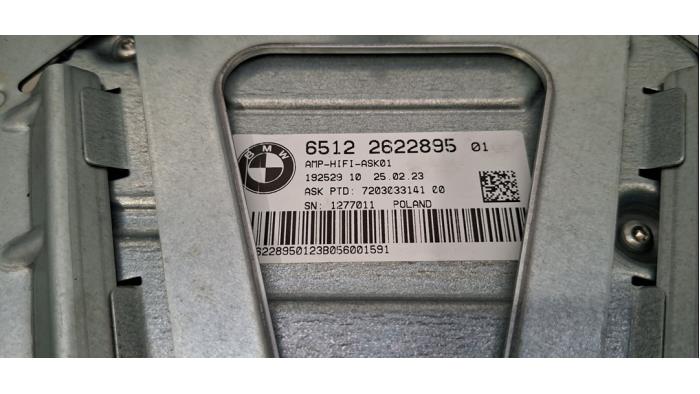 BMW
6512 2622895 01
AMP-HIFI-ASK01
192529 10 25.02.23
ASK PTD: 7203033141 00
SN: 1277011 POLAND
6228950123B056001591